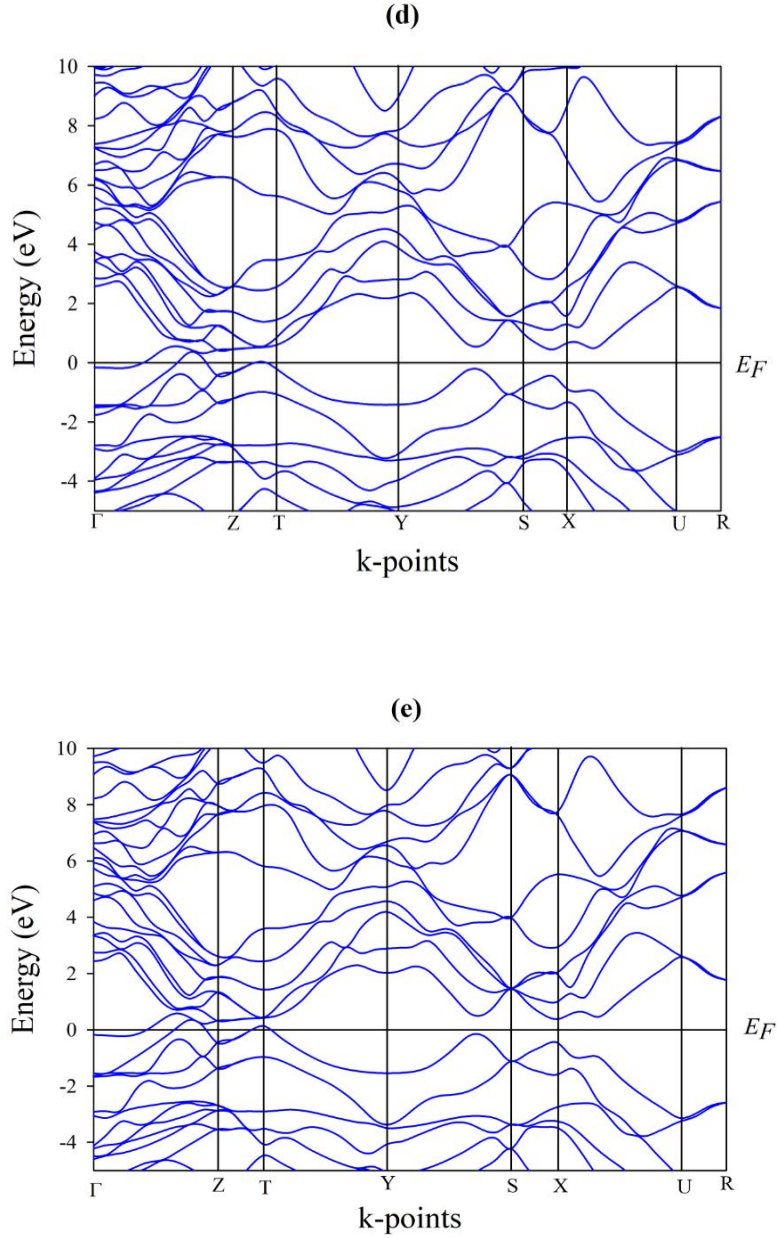 (d)
10
8
6
4
2
0
-2
-4
Energy (eV)
E_F
Γ Z T Y S X U R
k-points
(e)
10
8
6
4
2
0
-2
-4
Energy (eV)
E_F
Γ Z T Y S X U R
k-points